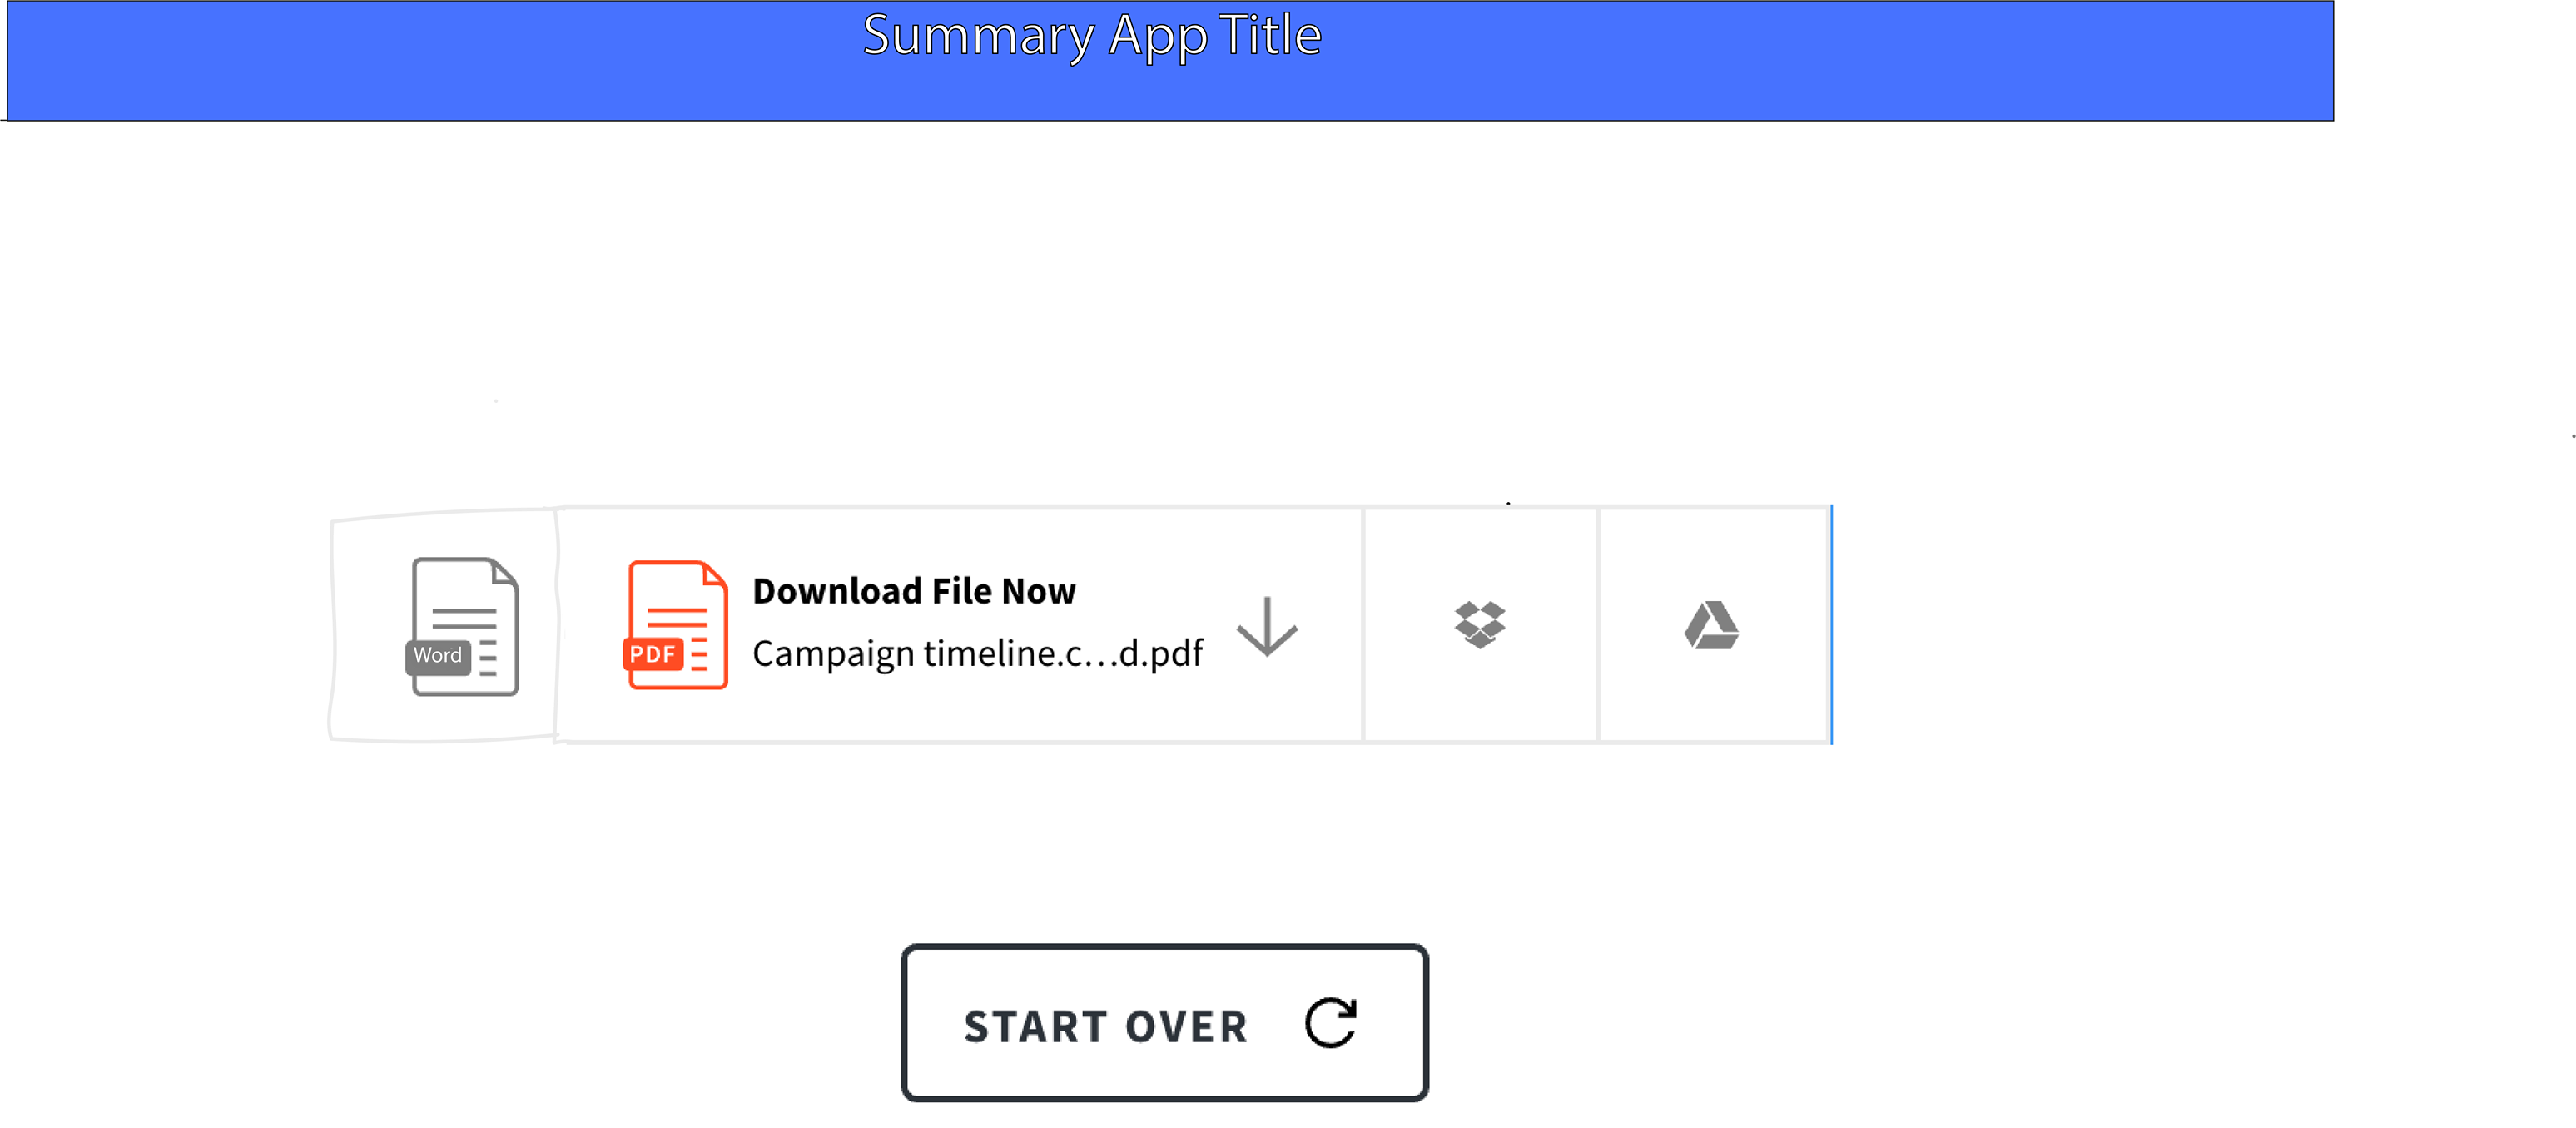 Summary App Title
Word
PDF
Download File Now
Campaign timeline.c...d.pdf
START OVER